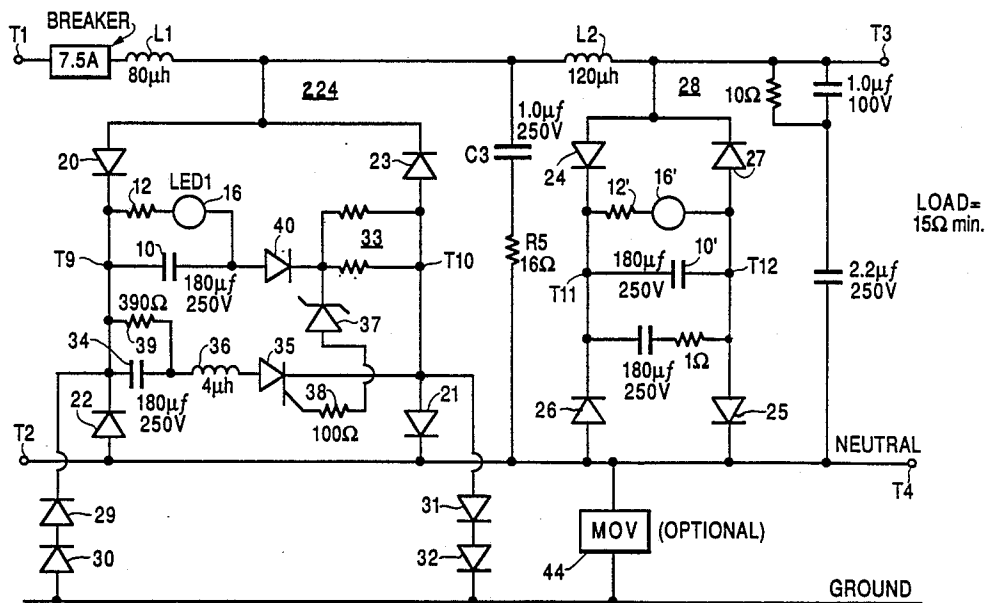 BREAKER
T1
7.5A
L1
80μh
L2
120μh
T3
224
28
10Ω
1.0μf
100V
1.0μf
250V
C3
20
23
24
27
12
LED1
16
12'
16'
LOAD=
15Ω min.
40
33
T9
10
180μf
250V
T10
R5
16Ω
T11
180μf
250V
10'
T12
2.2μf
250V
390Ω
39
34
36
4μh
35
37
38
100Ω
180μf
250V
22
21
180μf
250V
1Ω
26
25
T2
NEUTRAL
T4
29
30
31
32
MOV
(OPTIONAL)
44
GROUND